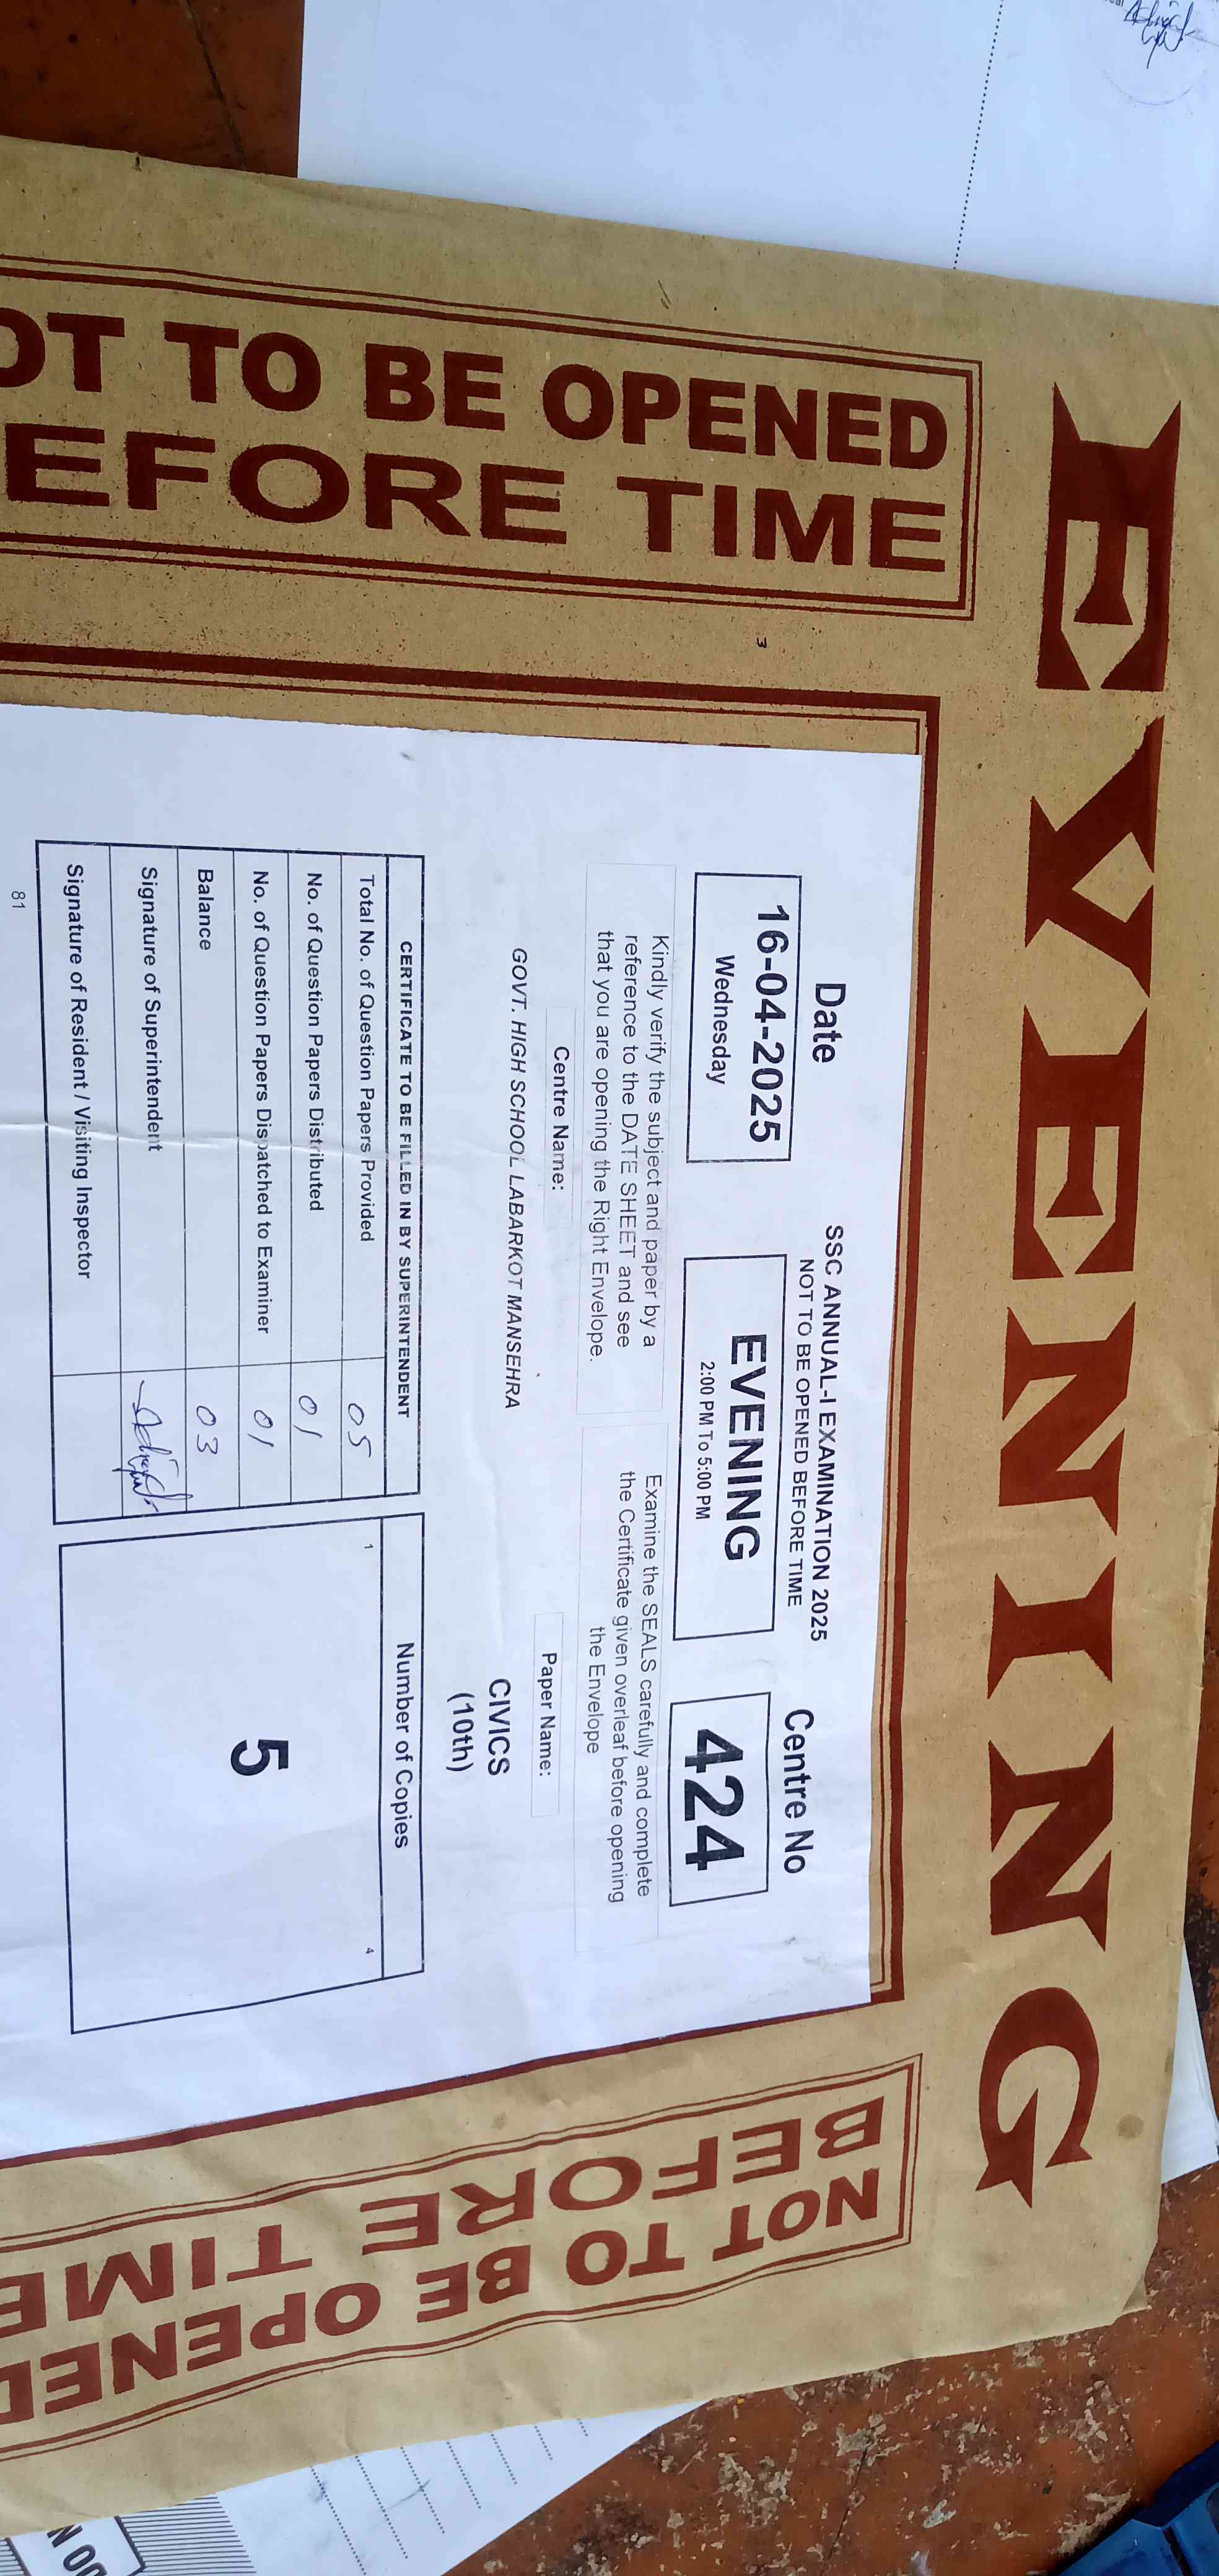 EVENING
OT TO BE OPENED
EFORE TIME
SSC ANNUAL-I EXAMINATION 2025
NOT TO BE OPENED BEFORE TIME
Date
16-04-2025
Wednesday
EVENING
2:00 PM To 5:00 PM
Centre No
424
Kindly verify the subject and paper by a
reference to the DATE SHEET and see
that you are opening the Right Envelope.
Examine the SEALS carefully and complete
the Certificate given overleaf before opening
the Envelope
Centre Name:
GOVT. HIGH SCHOOL LABARKOT MANSEHRA
Paper Name:
CIVICS
(10th)
CERTIFICATE TO BE FILLED IN BY SUPERINTENDENT
Total No. of Question Papers Provided 05
No. of Question Papers Distributed 01
No. of Question Papers Dispatched to Examiner 01
Balance 03
Signature of Superintendent
Signature of Resident / Visiting Inspector
Number of Copies
1
4
5
81
3
NOT TO BE OPENED
BEFORE TIME
N 00